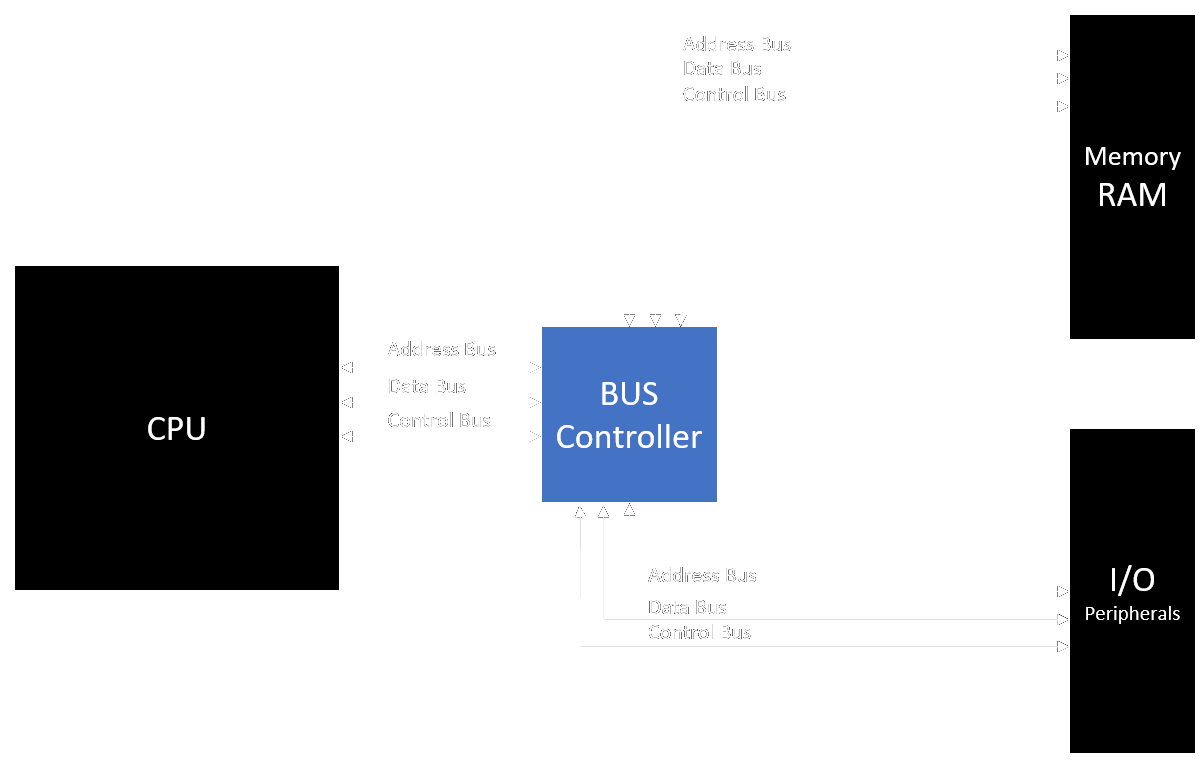 Address Bus
Data Bus
Control Bus
Memory
RAM
Address Bus
Data Bus
Control Bus
CPU
BUS
Controller
Address Bus
Data Bus
Control Bus
I/O
Peripherals